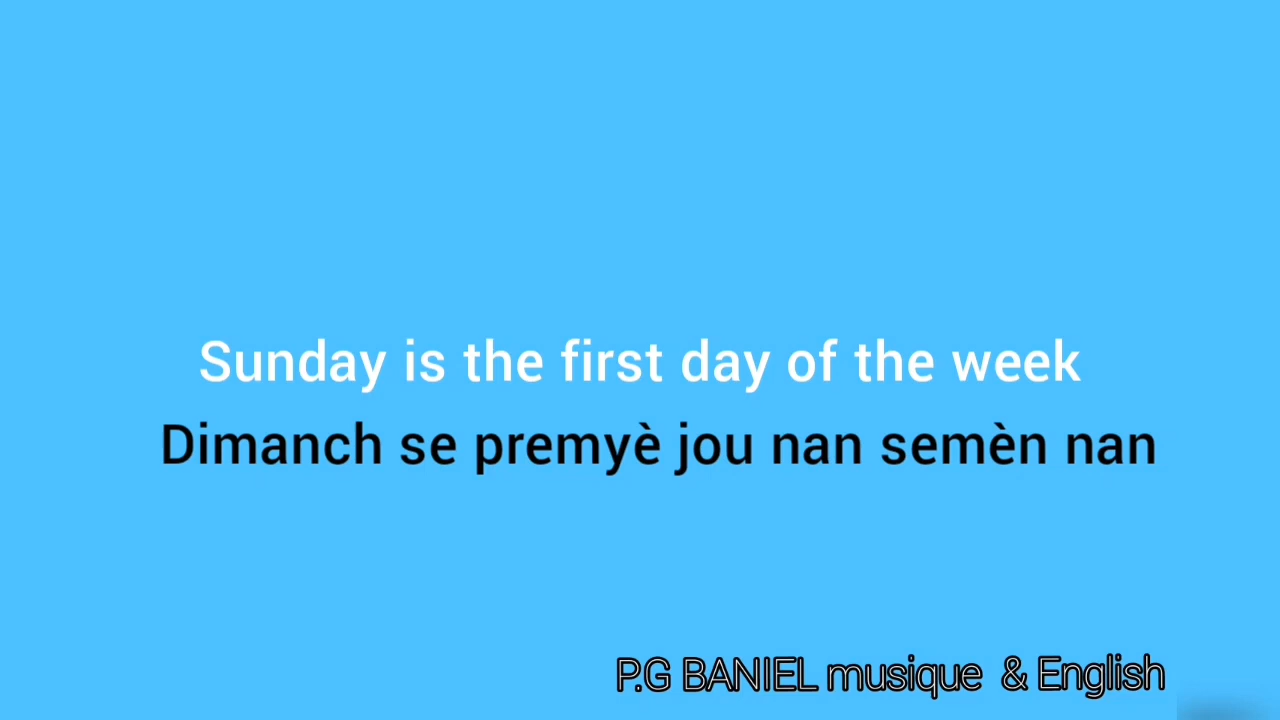 Sunday is the first day of the week
Dimanch se premyè jou nan semèn nan
P.G BANIEL musique & English